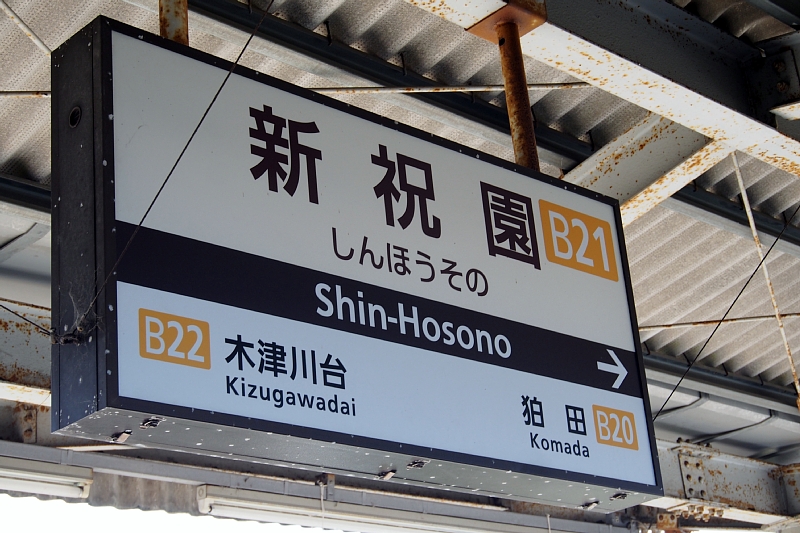 新祝園 B21
しんほうその
Shin-Hosono
B22 木津川台
Kizugawadai
狛田 B20
Komada